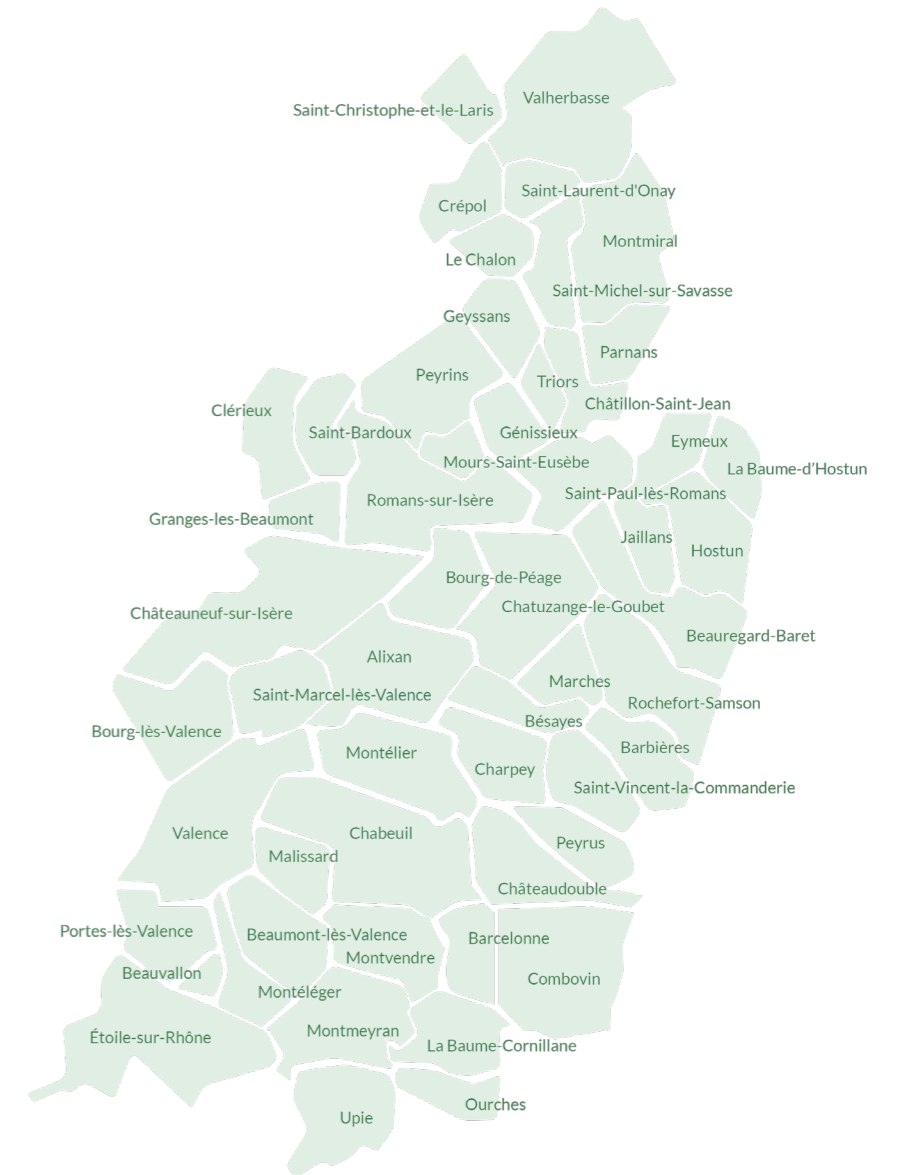 Valherbasse
Saint-Christophe-et-le-Laris
Saint-Laurent-d'Onay
Crépol
Montmiral
Le Chalon
Saint-Michel-sur-Savasse
Geyssans
Parnans
Peyrins
Triors
Châtillon-Saint-Jean
Clérieux
Saint-Bardoux
Génissieux
Eymeux
Mours-Saint-Eusèbe
La Baume-d’Hostun
Saint-Paul-lès-Romans
Romans-sur-Isère
Granges-les-Beaumont
Jaillans
Hostun
Bourg-de-Péage
Chatuzange-le-Goubet
Châteauneuf-sur-Isère
Beauregard-Baret
Alixan
Marches
Saint-Marcel-lès-Valence
Rochefort-Samson
Bésayes
Bourg-lès-Valence
Barbières
Montélier
Charpey
Saint-Vincent-la-Commanderie
Valence
Chabeuil
Peyrus
Malissard
Châteaudouble
Portes-lès-Valence
Beaumont-lès-Valence
Barcelonne
Montvendre
Beauvallon
Combovin
Montéléger
Montmeyran
Étoile-sur-Rhône
La Baume-Cornillane
Ourches
Upie